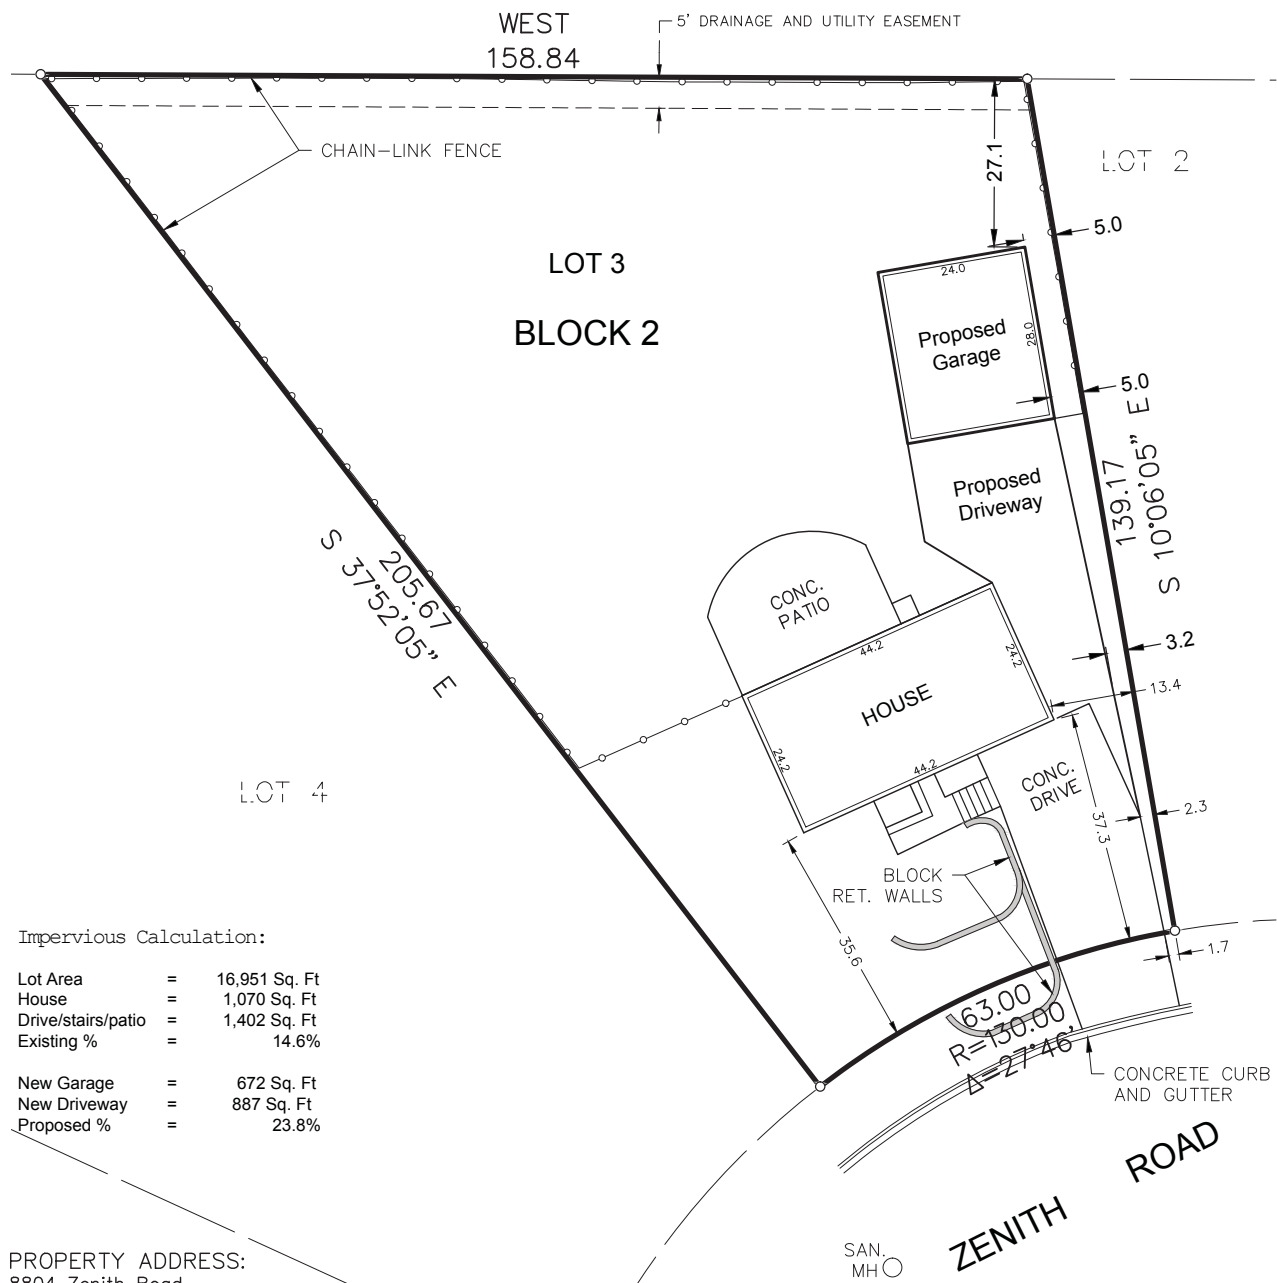 WEST
158.84
5' DRAINAGE AND UTILITY EASEMENT
CHAIN-LINK FENCE
27.1
LOT 2
5.0
LOT 3
BLOCK 2
24.0
28.0
Proposed
Garage
5.0
139.17
S 10°06'05" E
Proposed
Driveway
205.67
S 37°52'05" E
CONC.
PATIO
44.2
24.2
3.2
13.4
HOUSE
24.2
44.2
LOT 4
CONC.
DRIVE
37.3
2.3
BLOCK
RET. WALLS
35.6
1.7
63.00
R=130.00
Δ=27°46'
CONCRETE CURB
AND GUTTER
Impervious Calculation:
Lot Area = 16,951 Sq. Ft
House = 1,070 Sq. Ft
Drive/stairs/patio = 1,402 Sq. Ft
Existing % = 14.6%
New Garage = 672 Sq. Ft
New Driveway = 887 Sq. Ft
Proposed % = 23.8%
ZENITH ROAD
SAN.
MH
PROPERTY ADDRESS:
8804 Zenith Road